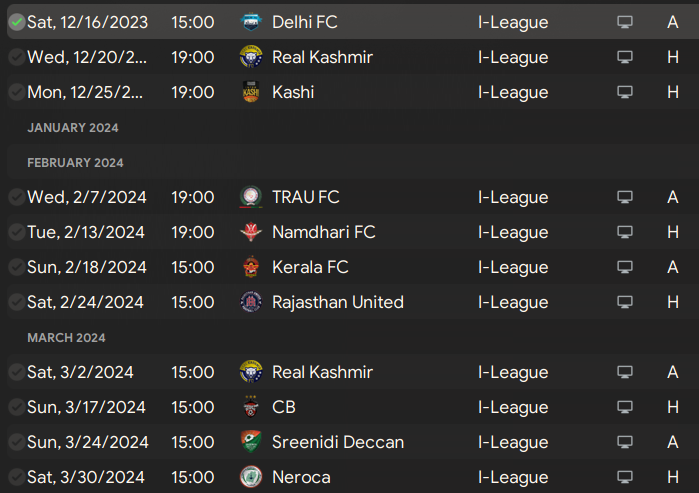 Sat, 12/16/2023 15:00 Delhi FC I-League A
Wed, 12/20/2... 19:00 Real Kashmir I-League H
Mon, 12/25/2... 19:00 Kashi I-League H
JANUARY 2024
FEBRUARY 2024
Wed, 2/7/2024 19:00 TRAU FC I-League A
Tue, 2/13/2024 19:00 Namdhari FC I-League H
Sun, 2/18/2024 15:00 Kerala FC I-League A
Sat, 2/24/2024 15:00 Rajasthan United I-League H
MARCH 2024
Sat, 3/2/2024 15:00 Real Kashmir I-League A
Sun, 3/17/2024 15:00 CB I-League H
Sun, 3/24/2024 15:00 Sreenidi Deccan I-League A
Sat, 3/30/2024 15:00 Neroca I-League H